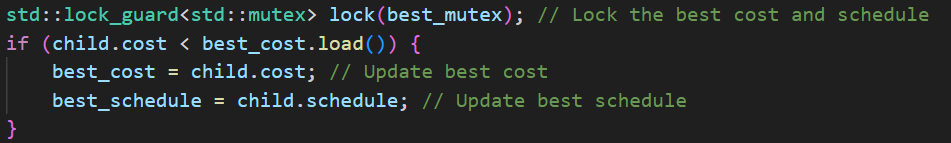 std::lock_guard<std::mutex> lock(best_mutex); // Lock the best cost and schedule
if (child.cost < best_cost.load()) {
    best_cost = child.cost; // Update best cost
    best_schedule = child.schedule; // Update best schedule
}